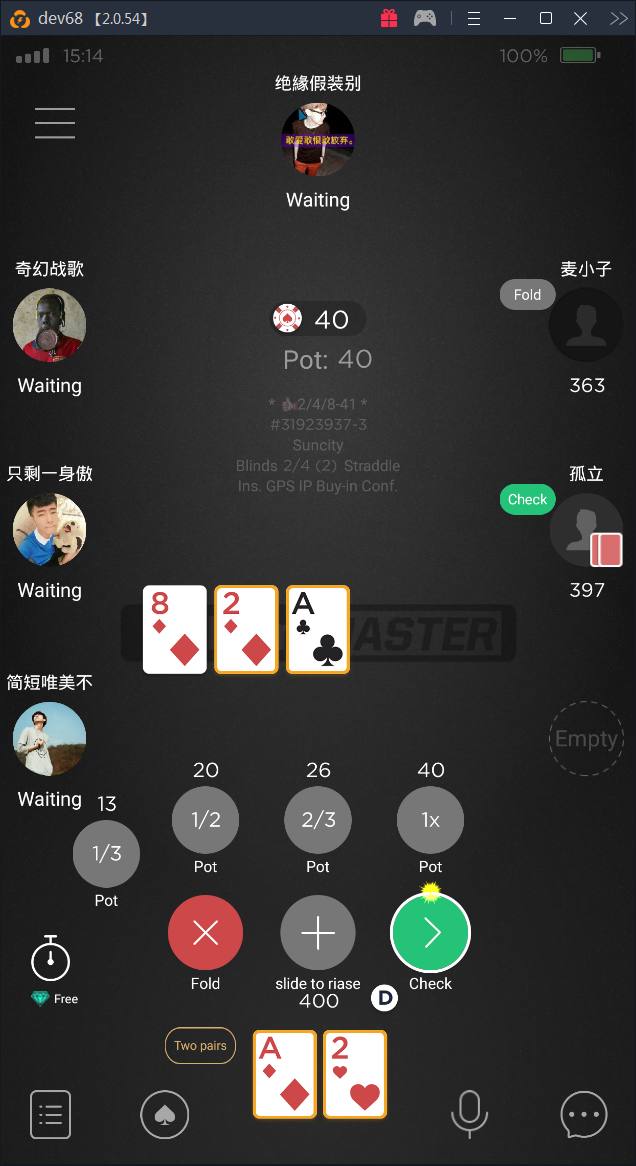 dev68 【2.0.54】
15:14
100%
绝緣假装别
敢爱敢恨敢放弃。
Waiting
奇幻战歌
Waiting
麦小子
Fold
363
40
Pot: 40
2/4/8-41 *
#31923937-3
Suncity
Blinds 2/4 (2) Straddle
Ins. GPS IP Buy-in Conf.
只剩一身傲
Waiting
孤立
Check
397
8
2
A
ASTER
简短唯美不
Waiting
Empty
13
1/3
Pot
20
1/2
Pot
26
2/3
Pot
40
1x
Pot
Fold
slide to riase
Check
Free
400
D
Two pairs
A
2